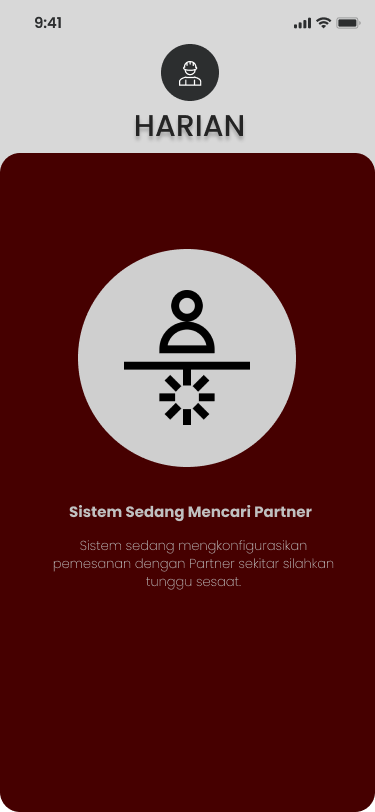 9:41
HARIAN
Sistem Sedang Mencari Partner
Sistem sedang mengkonfigurasikan
pemesanan dengan Partner sekitar silahkan
tunggu sesaat.